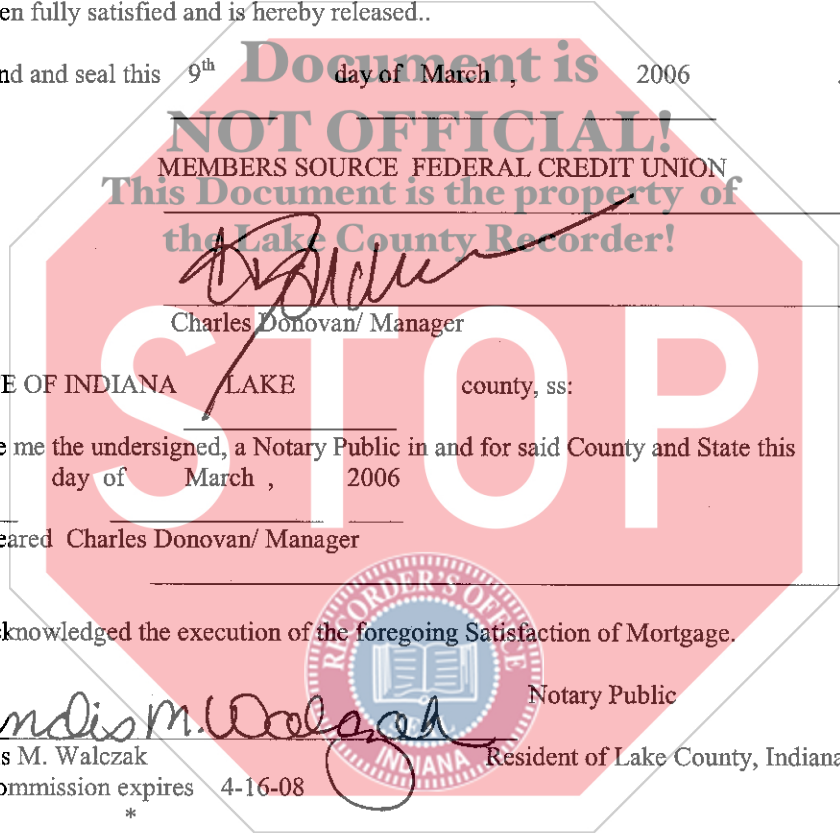 en fully satisfied and is hereby released..
nd and seal this 9th day of March , 2006
Document is
NOT OFFICIAL!
MEMBERS SOURCE FEDERAL CREDIT UNION
This Document is the property of
the Lake County Recorder!
Charles Donovan/ Manager
E OF INDIANA LAKE county, ss:
STOP
e me the undersigned, a Notary Public in and for said County and State this
day of March , 2006
eared Charles Donovan/ Manager
RECORDER'S OFFICE
knowledged the execution of the foregoing Satisfaction of Mortgage.
Notary Public
ndis M. Walczak
s M. Walczak Resident of Lake County, Indiana
INDIANA
ommission expires 4-16-08
*